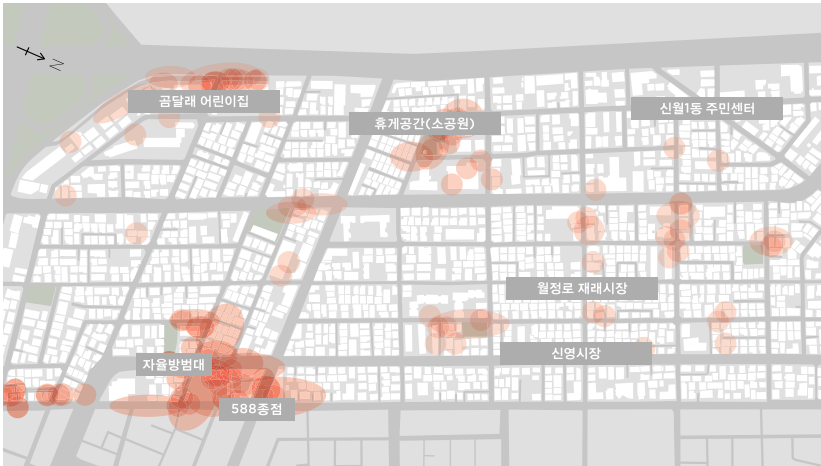 N
곰달래 어린이집
휴게공간(소공원)
신월1동 주민센터
월정로 재래시장
신영시장
자율방범대
588종점